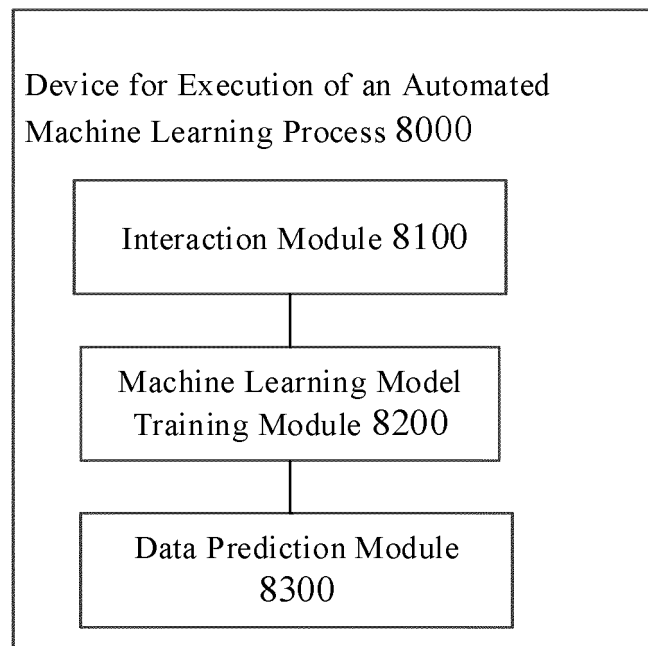 Device for Execution of an Automated
Machine Learning Process 8000
Interaction Module 8100
Machine Learning Model
Training Module 8200
Data Prediction Module
8300